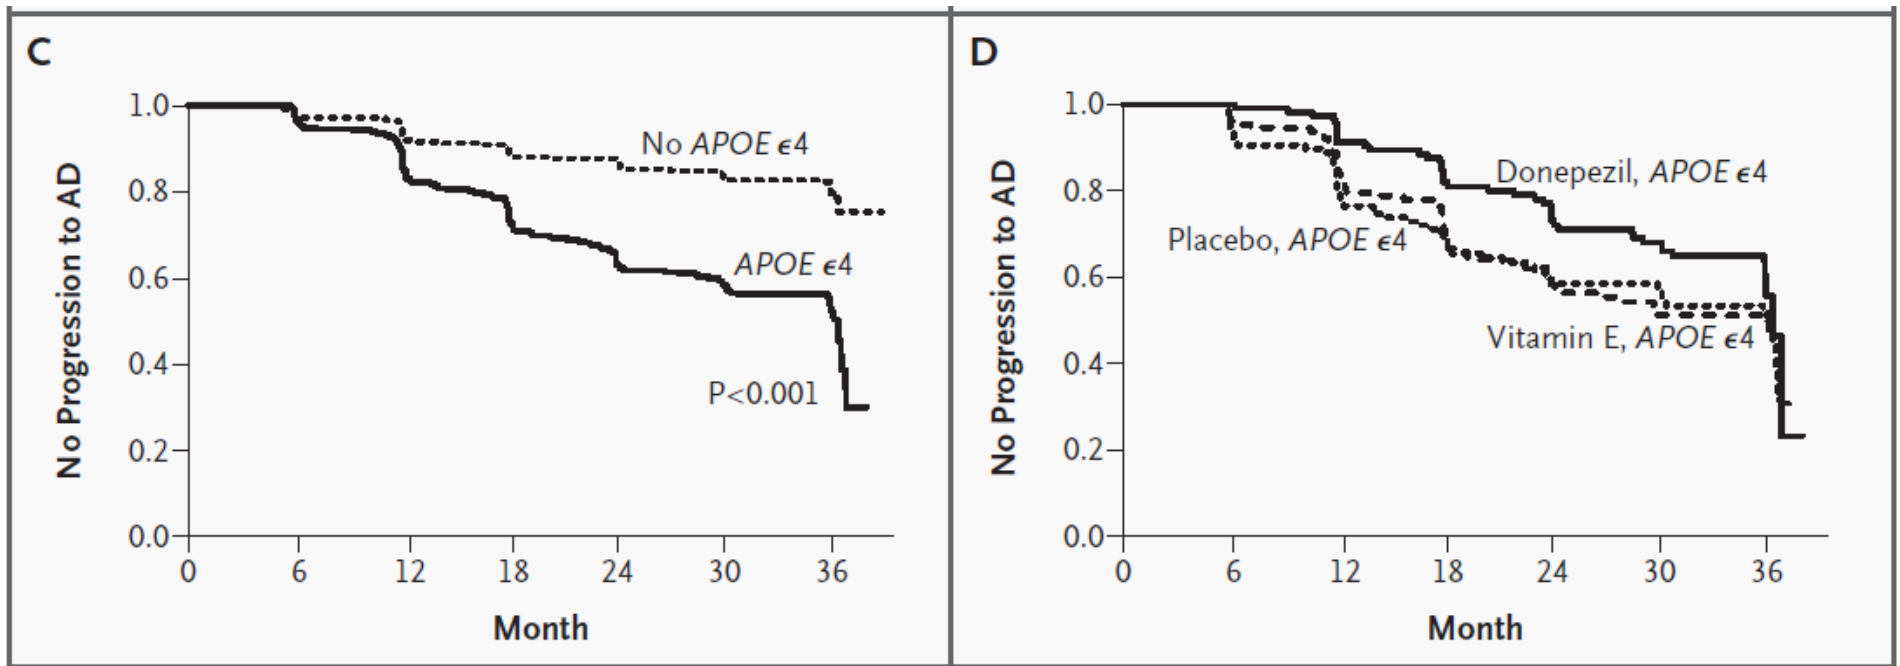 C
No Progression to AD
1.0
0.8
0.6
0.4
0.2
0.0
No APOE ϵ4
APOE ϵ4
P<0.001
0 6 12 18 24 30 36
Month
D
No Progression to AD
1.0
0.8
0.6
0.4
0.2
0.0
Donepezil, APOE ϵ4
Placebo, APOE ϵ4
Vitamin E, APOE ϵ4
0 6 12 18 24 30 36
Month